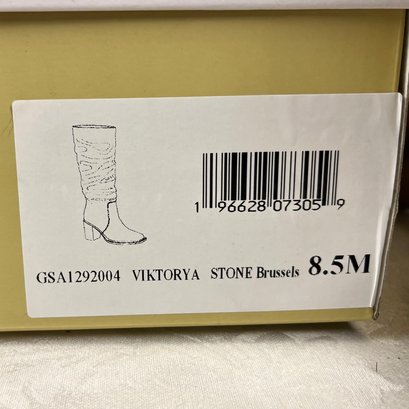 1 96628 07305 9
GSA1292004 VIKTORYA STONE Brussels 8.5M